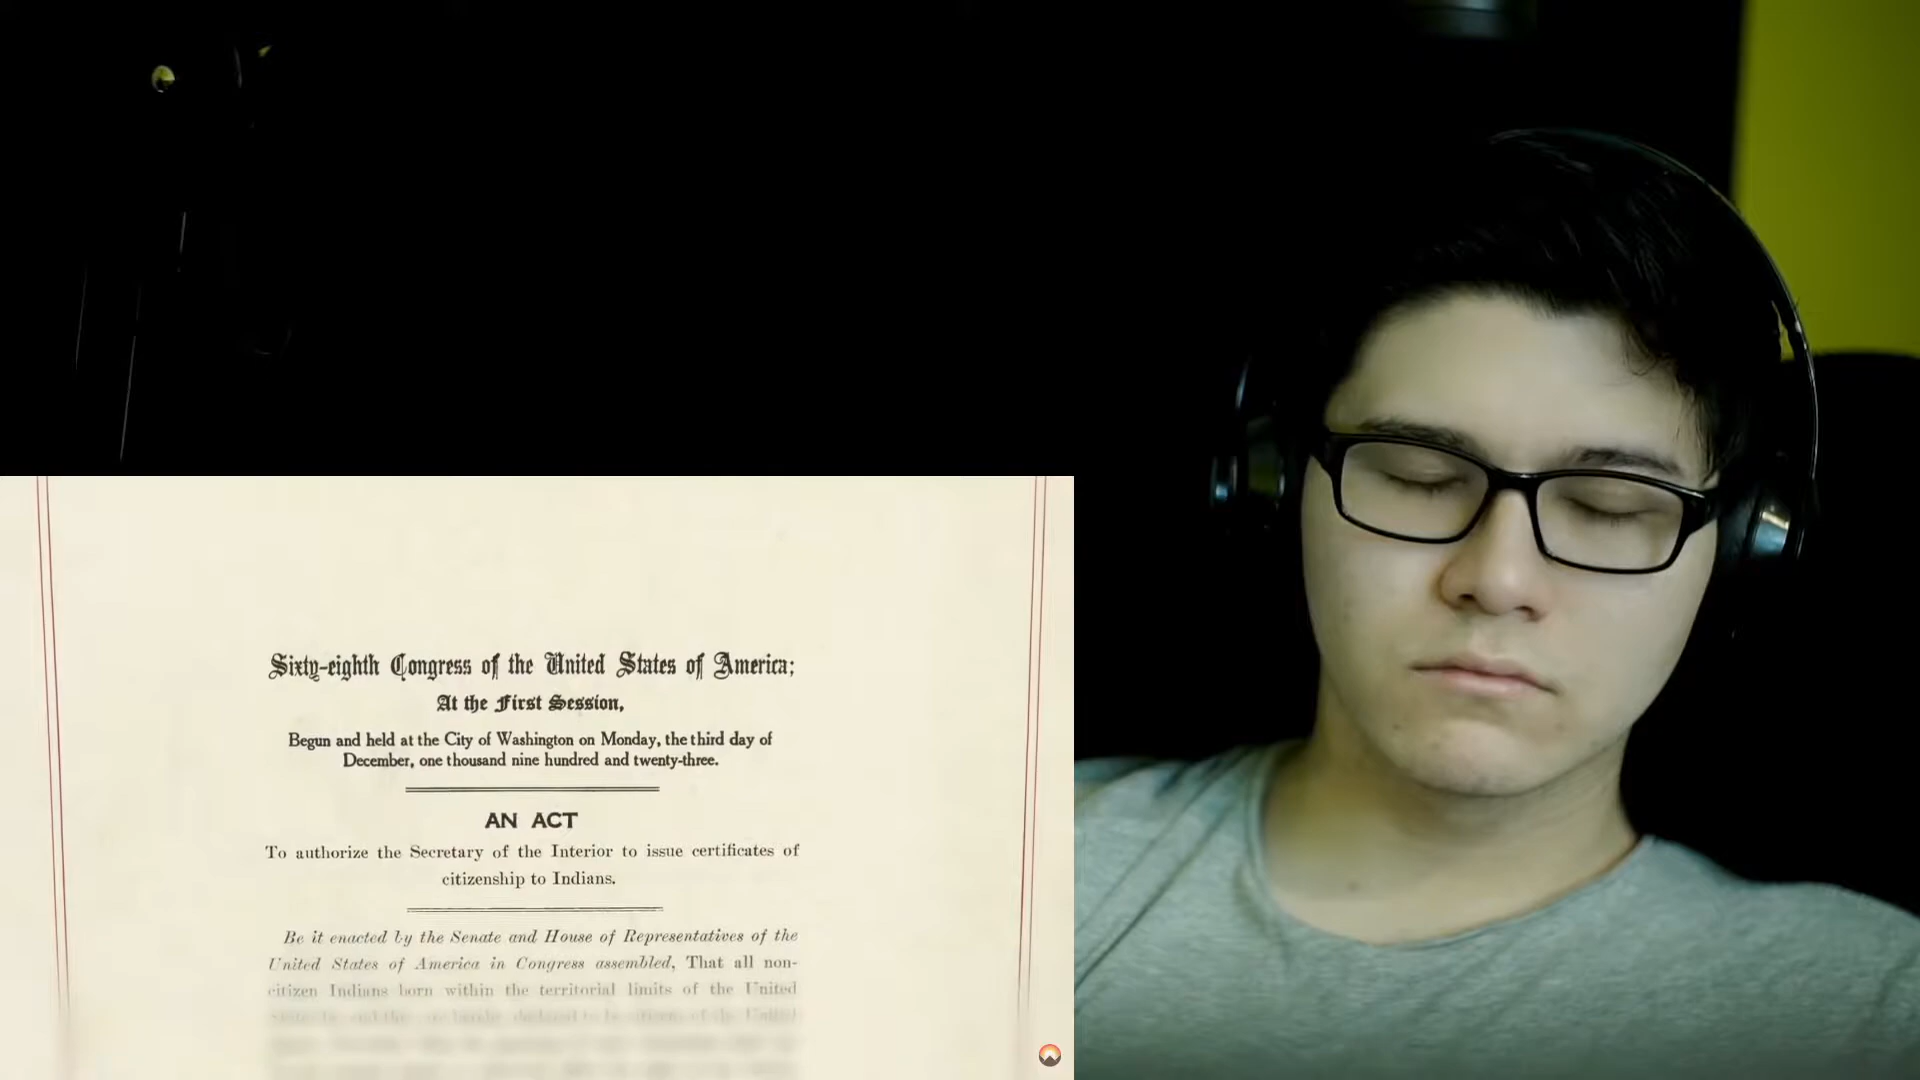 Sixty-eighth Congress of the United States of America;
At the First Session,
Begun and held at the City of Washington on Monday, the third day of
December, one thousand nine hundred and twenty-three.
AN ACT
To authorize the Secretary of the Interior to issue certificates of
citizenship to Indians.
Be it enacted by the Senate and House of Representatives of the
United States of America in Congress assembled, That all non-
citizen Indians born within the territorial limits of the United